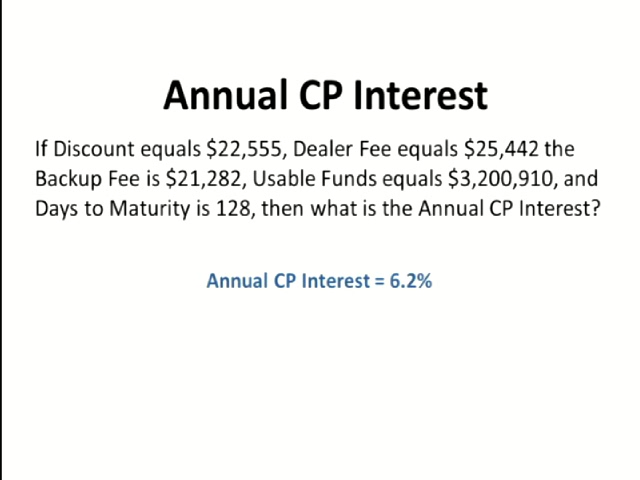 Annual CP Interest
If Discount equals $22,555, Dealer Fee equals $25,442 the
Backup Fee is $21,282, Usable Funds equals $3,200,910, and
Days to Maturity is 128, then what is the Annual CP Interest?
Annual CP Interest = 6.2%